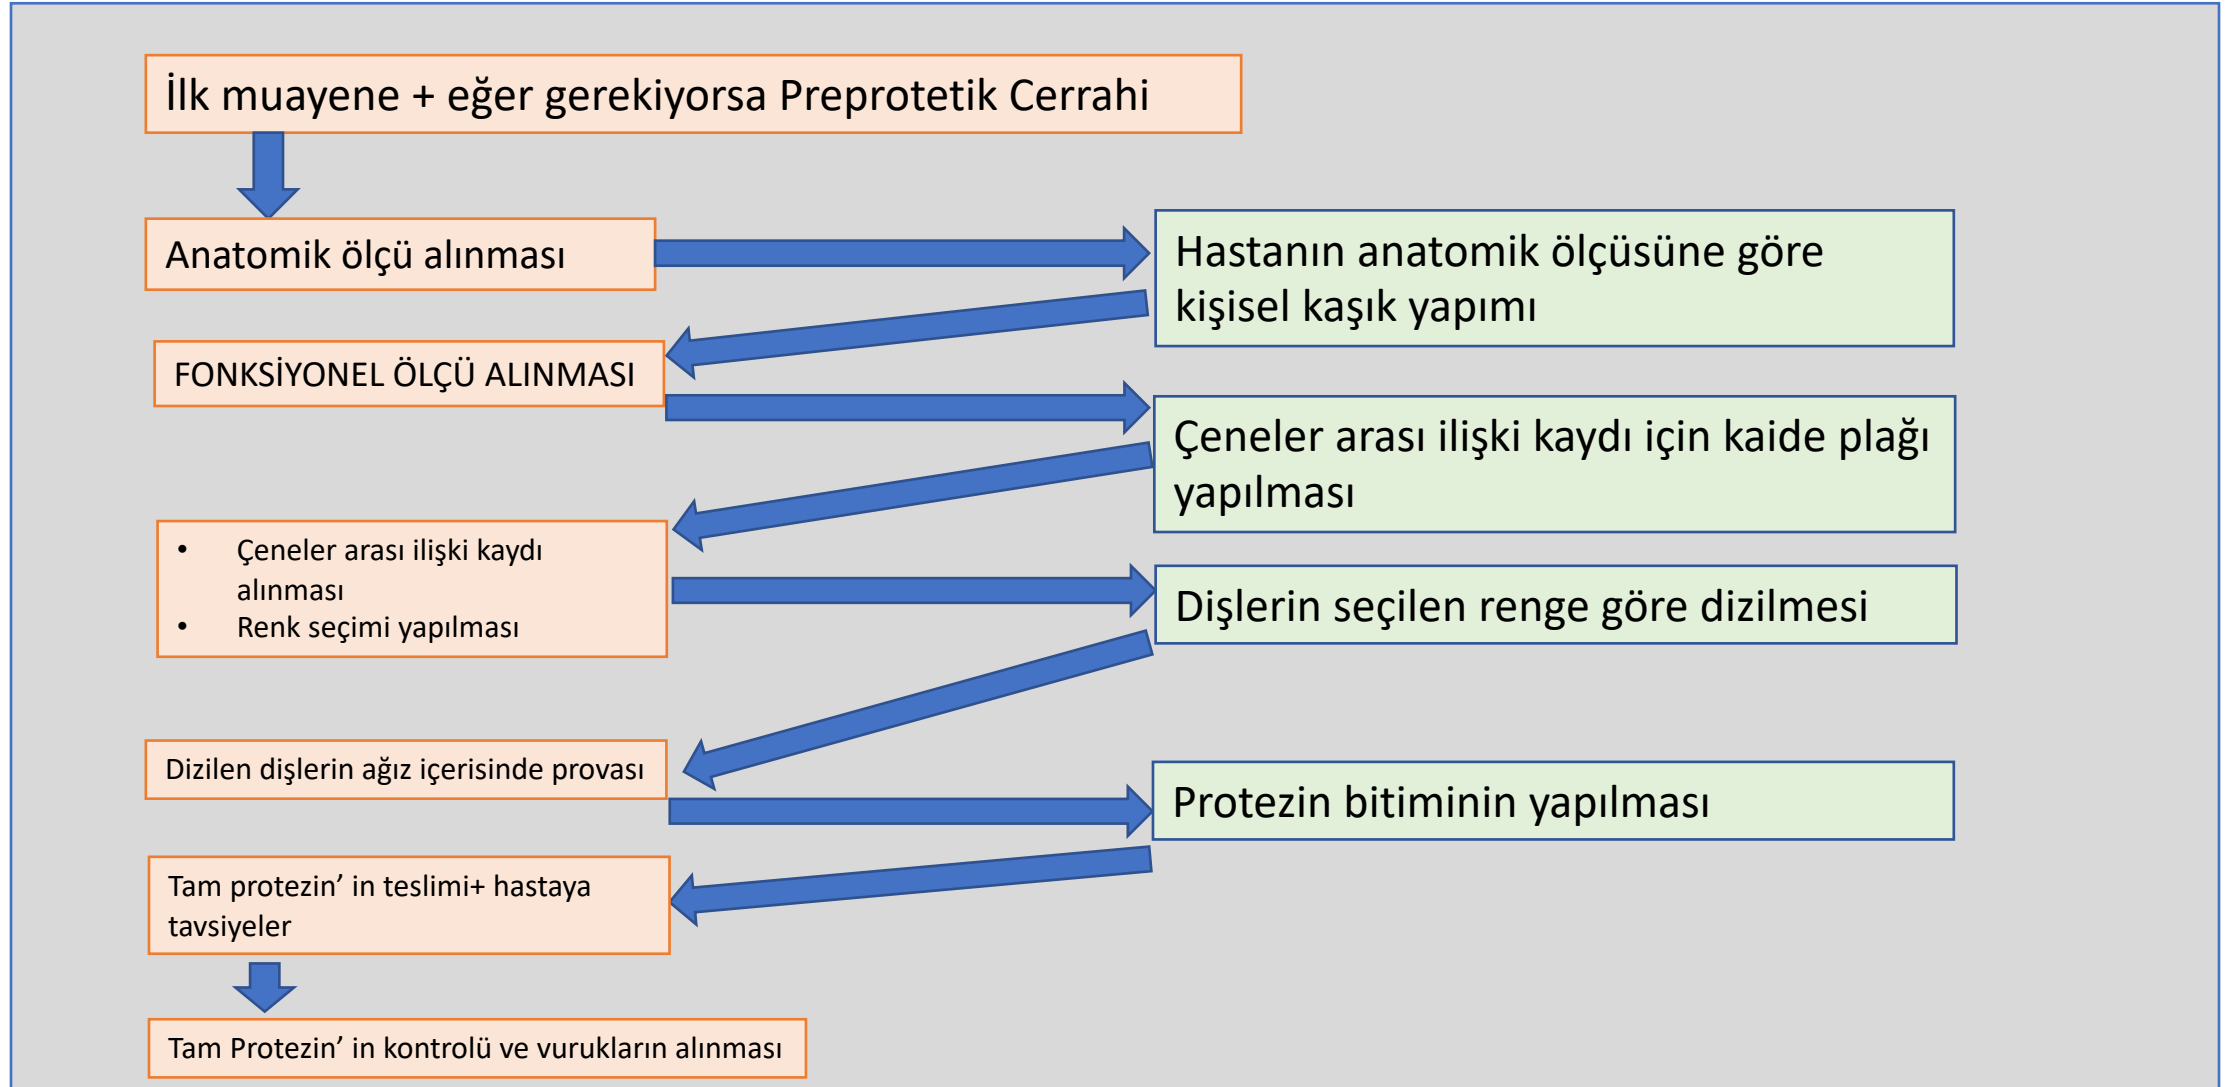 İlk muayene + eğer gerekiyorsa Preprotetik Cerrahi
Anatomik ölçü alınması
Hastanın anatomik ölçüsüne göre
kişisel kaşık yapımı
FONKSİYONEL ÖLÇÜ ALINMASI
Çeneler arası ilişki kaydı için kaide plağı
yapılması
• Çeneler arası ilişki kaydı
alınması
• Renk seçimi yapılması
Dişlerin seçilen renge göre dizilmesi
Dizilen dişlerin ağız içerisinde provası
Protezin bitiminin yapılması
Tam protezin’ in teslimi+ hastaya
tavsiyeler
Tam Protezin’ in kontrolü ve vurukların alınması